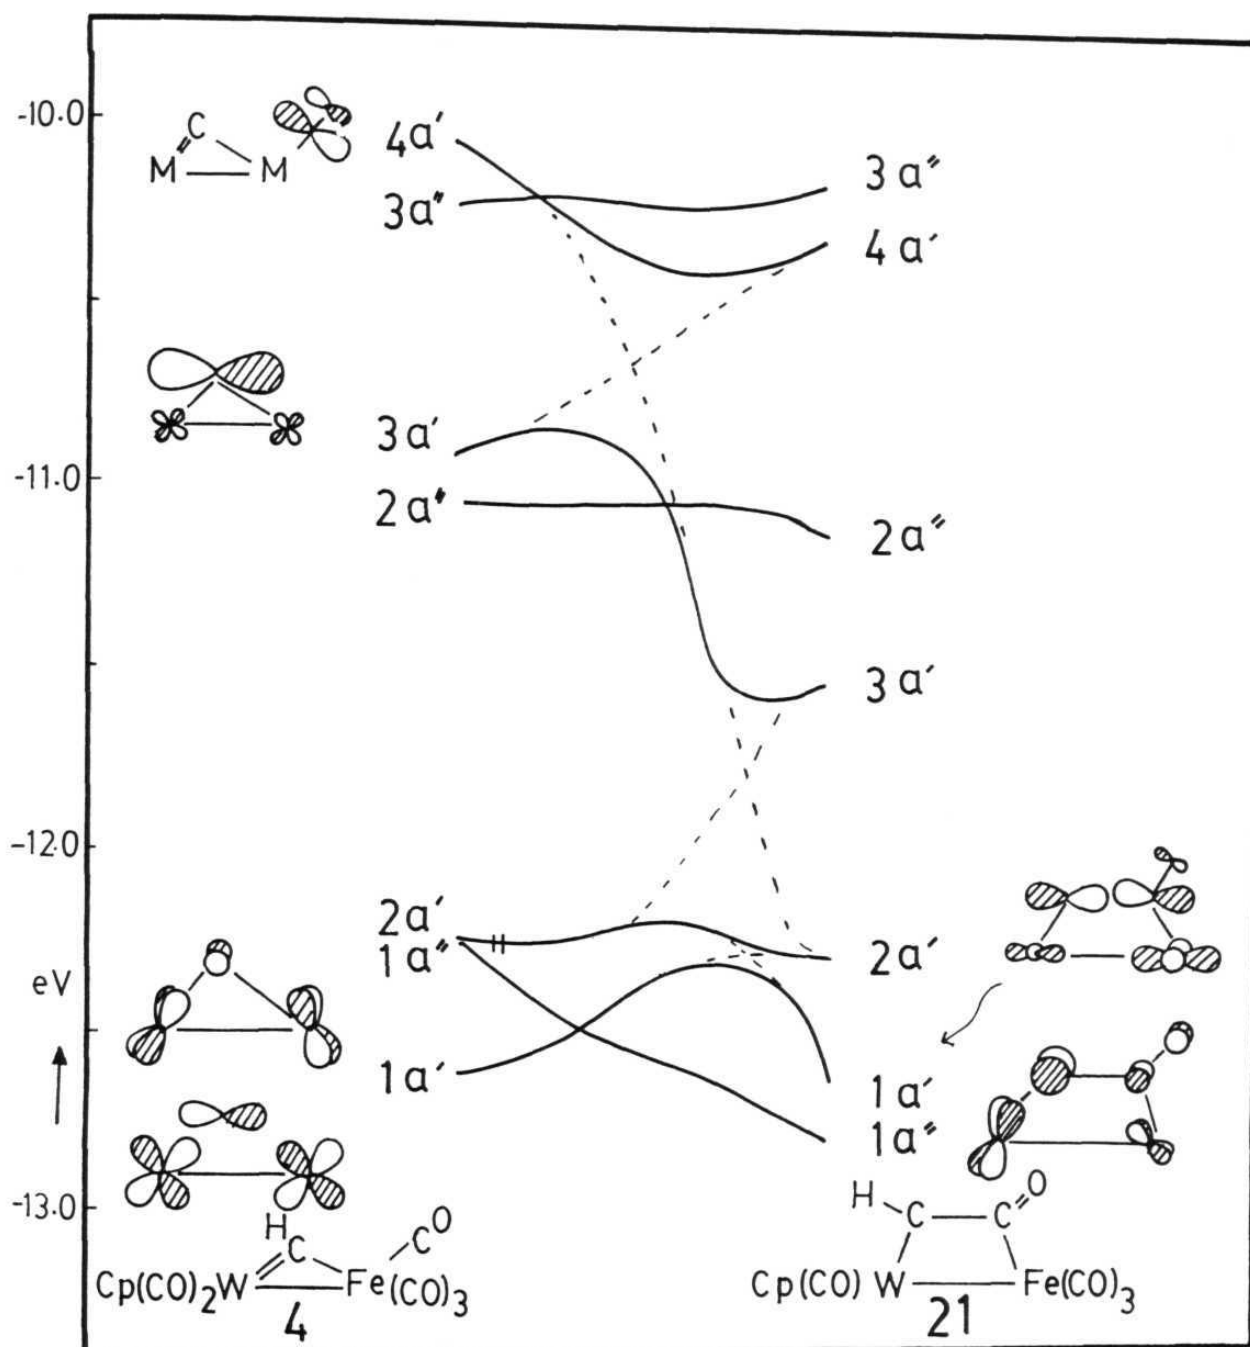 -10.0
C
M M
4a′
3a″
3a″
4a′
-11.0
3a′
2a″
2a″
3a′
-12.0
2a′
1a″
2a′
eV
1a′
1a′
1a″
-13.0
H
C
C
O
Cp(CO)₂W Fe(CO)₃
4
H
C C
O
Cp(CO) W Fe(CO)₃
21